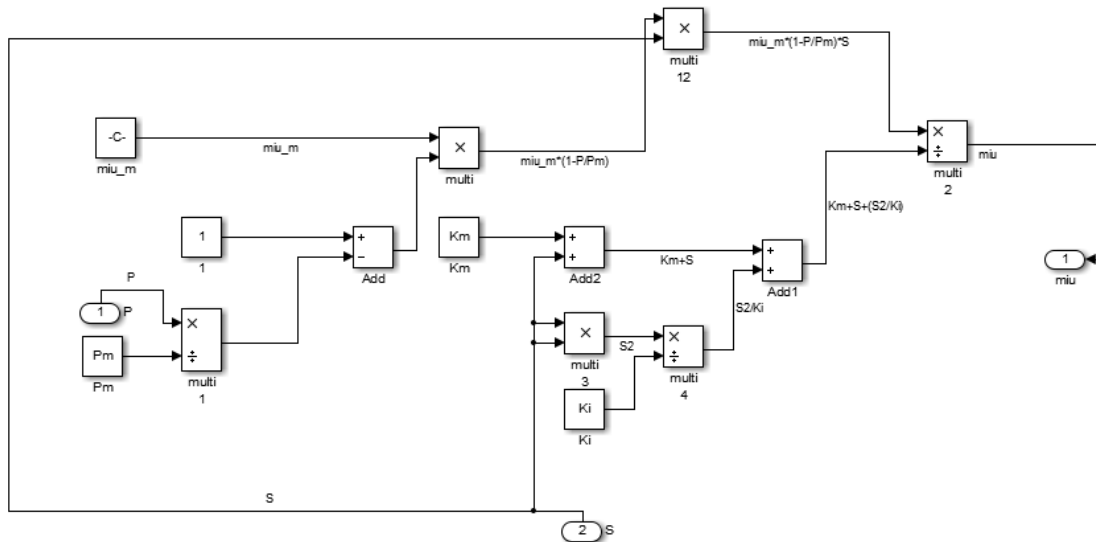 ×
multi
12
miu_m*(1-P/Pm)*S
-C-
miu_m
miu_m
×
multi
miu_m*(1-P/Pm)
×
÷
multi
2
miu
Km+S+(S2/Ki)
1
1
+
−
Add
Km
Km
+
+
Add2
Km+S
+
+
Add1
1
miu
P
1
P
×
÷
multi
1
Pm
Pm
×
multi
3
S2
×
÷
multi
4
S2/Ki
Ki
Ki
S
2
S